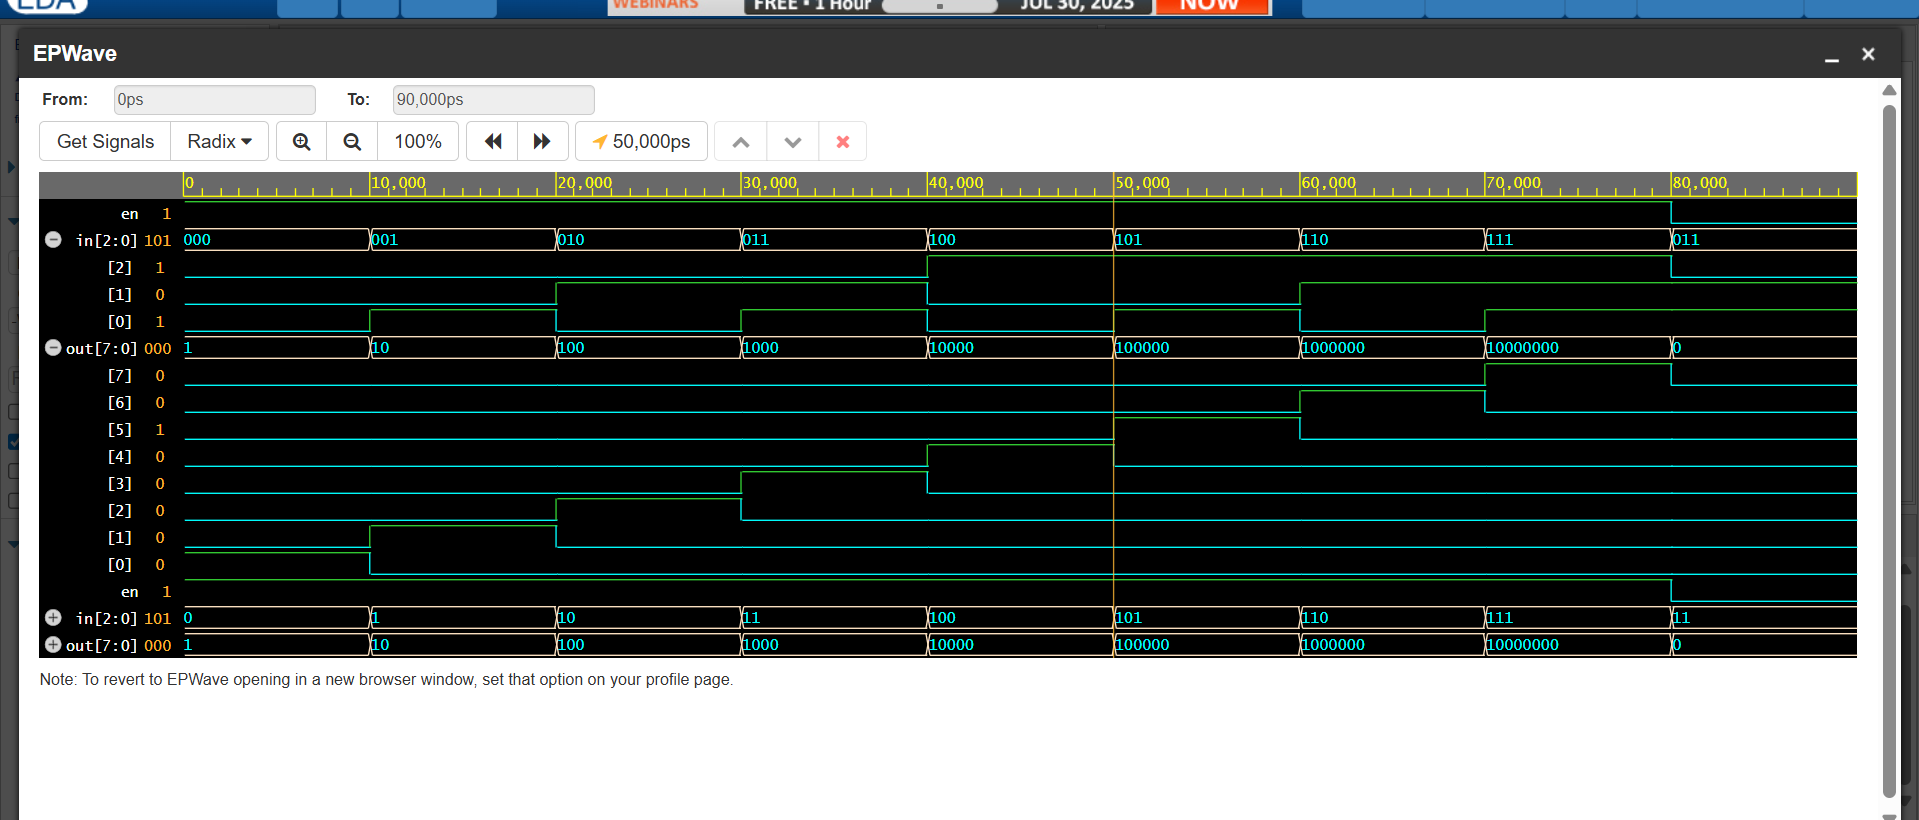 EDA
WEBINARS FREE • 1 Hour JUL 30, 2025 NOW
EPWave
From: 0ps To: 90,000ps
Get Signals Radix 100% 50,000ps
0 10,000 20,000 30,000 40,000 50,000 60,000 70,000 80,000
en 1
in[2:0] 101 000 001 010 011 100 101 110 111 011
[2] 1
[1] 0
[0] 1
out[7:0] 000 1 10 100 1000 10000 100000 1000000 10000000 0
[7] 0
[6] 0
[5] 1
[4] 0
[3] 0
[2] 0
[1] 0
[0] 0
en 1
in[2:0] 101 0 1 10 11 100 101 110 111 11
out[7:0] 000 1 10 100 1000 10000 100000 1000000 10000000 0
Note: To revert to EPWave opening in a new browser window, set that option on your profile page.